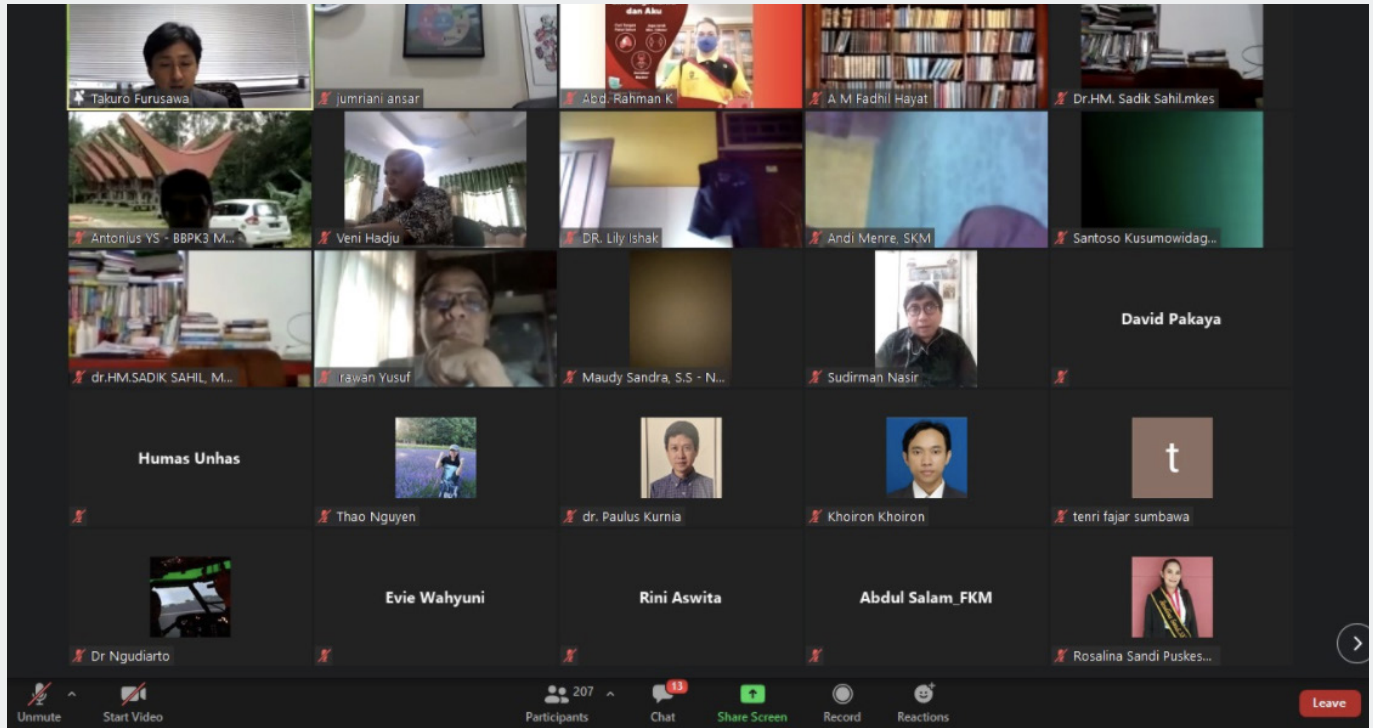 dan Aku
Takuro Furusawa
jumriani ansar
Abd. Rahman K
A M Fadhil Hayat
Dr.HM. Sadik Sahil.mkes
Antonius YS - BBPK3 M...
Veni Hadju
DR. Lily Ishak
Andi Menre, SKM
Santoso Kusumowidag...
dr.HM.SADIK SAHIL, M...
Irawan Yusuf
Maudy Sandra, S.S - N...
Sudirman Nasir
David Pakaya
Humas Unhas
Thao Nguyen
dr. Paulus Kurnia
Khoiron Khoiron
t
tenri fajar sumbawa
Dr Ngudiarto
Evie Wahyuni
Rini Aswita
Abdul Salam_FKM
Rosalina Sandi Puskes...
Unmute
Start Video
207
Participants
13
Chat
Share Screen
Record
Reactions
Leave